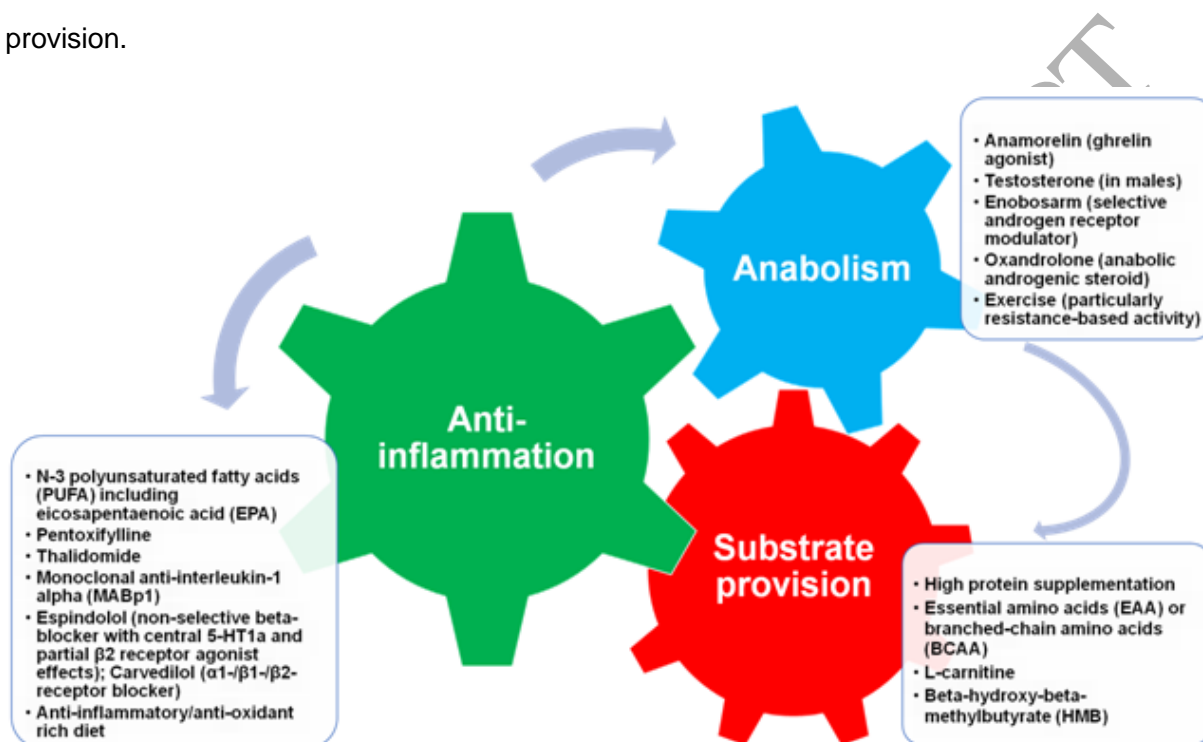 provision.
• Anamorelin (ghrelin
agonist)
• Testosterone (in males)
• Enobosarm (selective
androgen receptor
modulator)
• Oxandrolone (anabolic
androgenic steroid)
• Exercise (particularly
resistance-based activity)
Anabolism
Anti-
inflammation
• N-3 polyunsaturated fatty acids
(PUFA) including
eicosapentaenoic acid (EPA)
• Pentoxifylline
• Thalidomide
• Monoclonal anti-interleukin-1
alpha (MABp1)
• Espindolol (non-selective beta-
blocker with central 5-HT1a and
partial β2 receptor agonist
effects); Carvedilol (α1-/β1-/β2-
receptor blocker)
• Anti-inflammatory/anti-oxidant
rich diet
Substrate
provision
• High protein supplementation
• Essential amino acids (EAA) or
branched-chain amino acids
(BCAA)
• L-carnitine
• Beta-hydroxy-beta-
methylbutyrate (HMB)